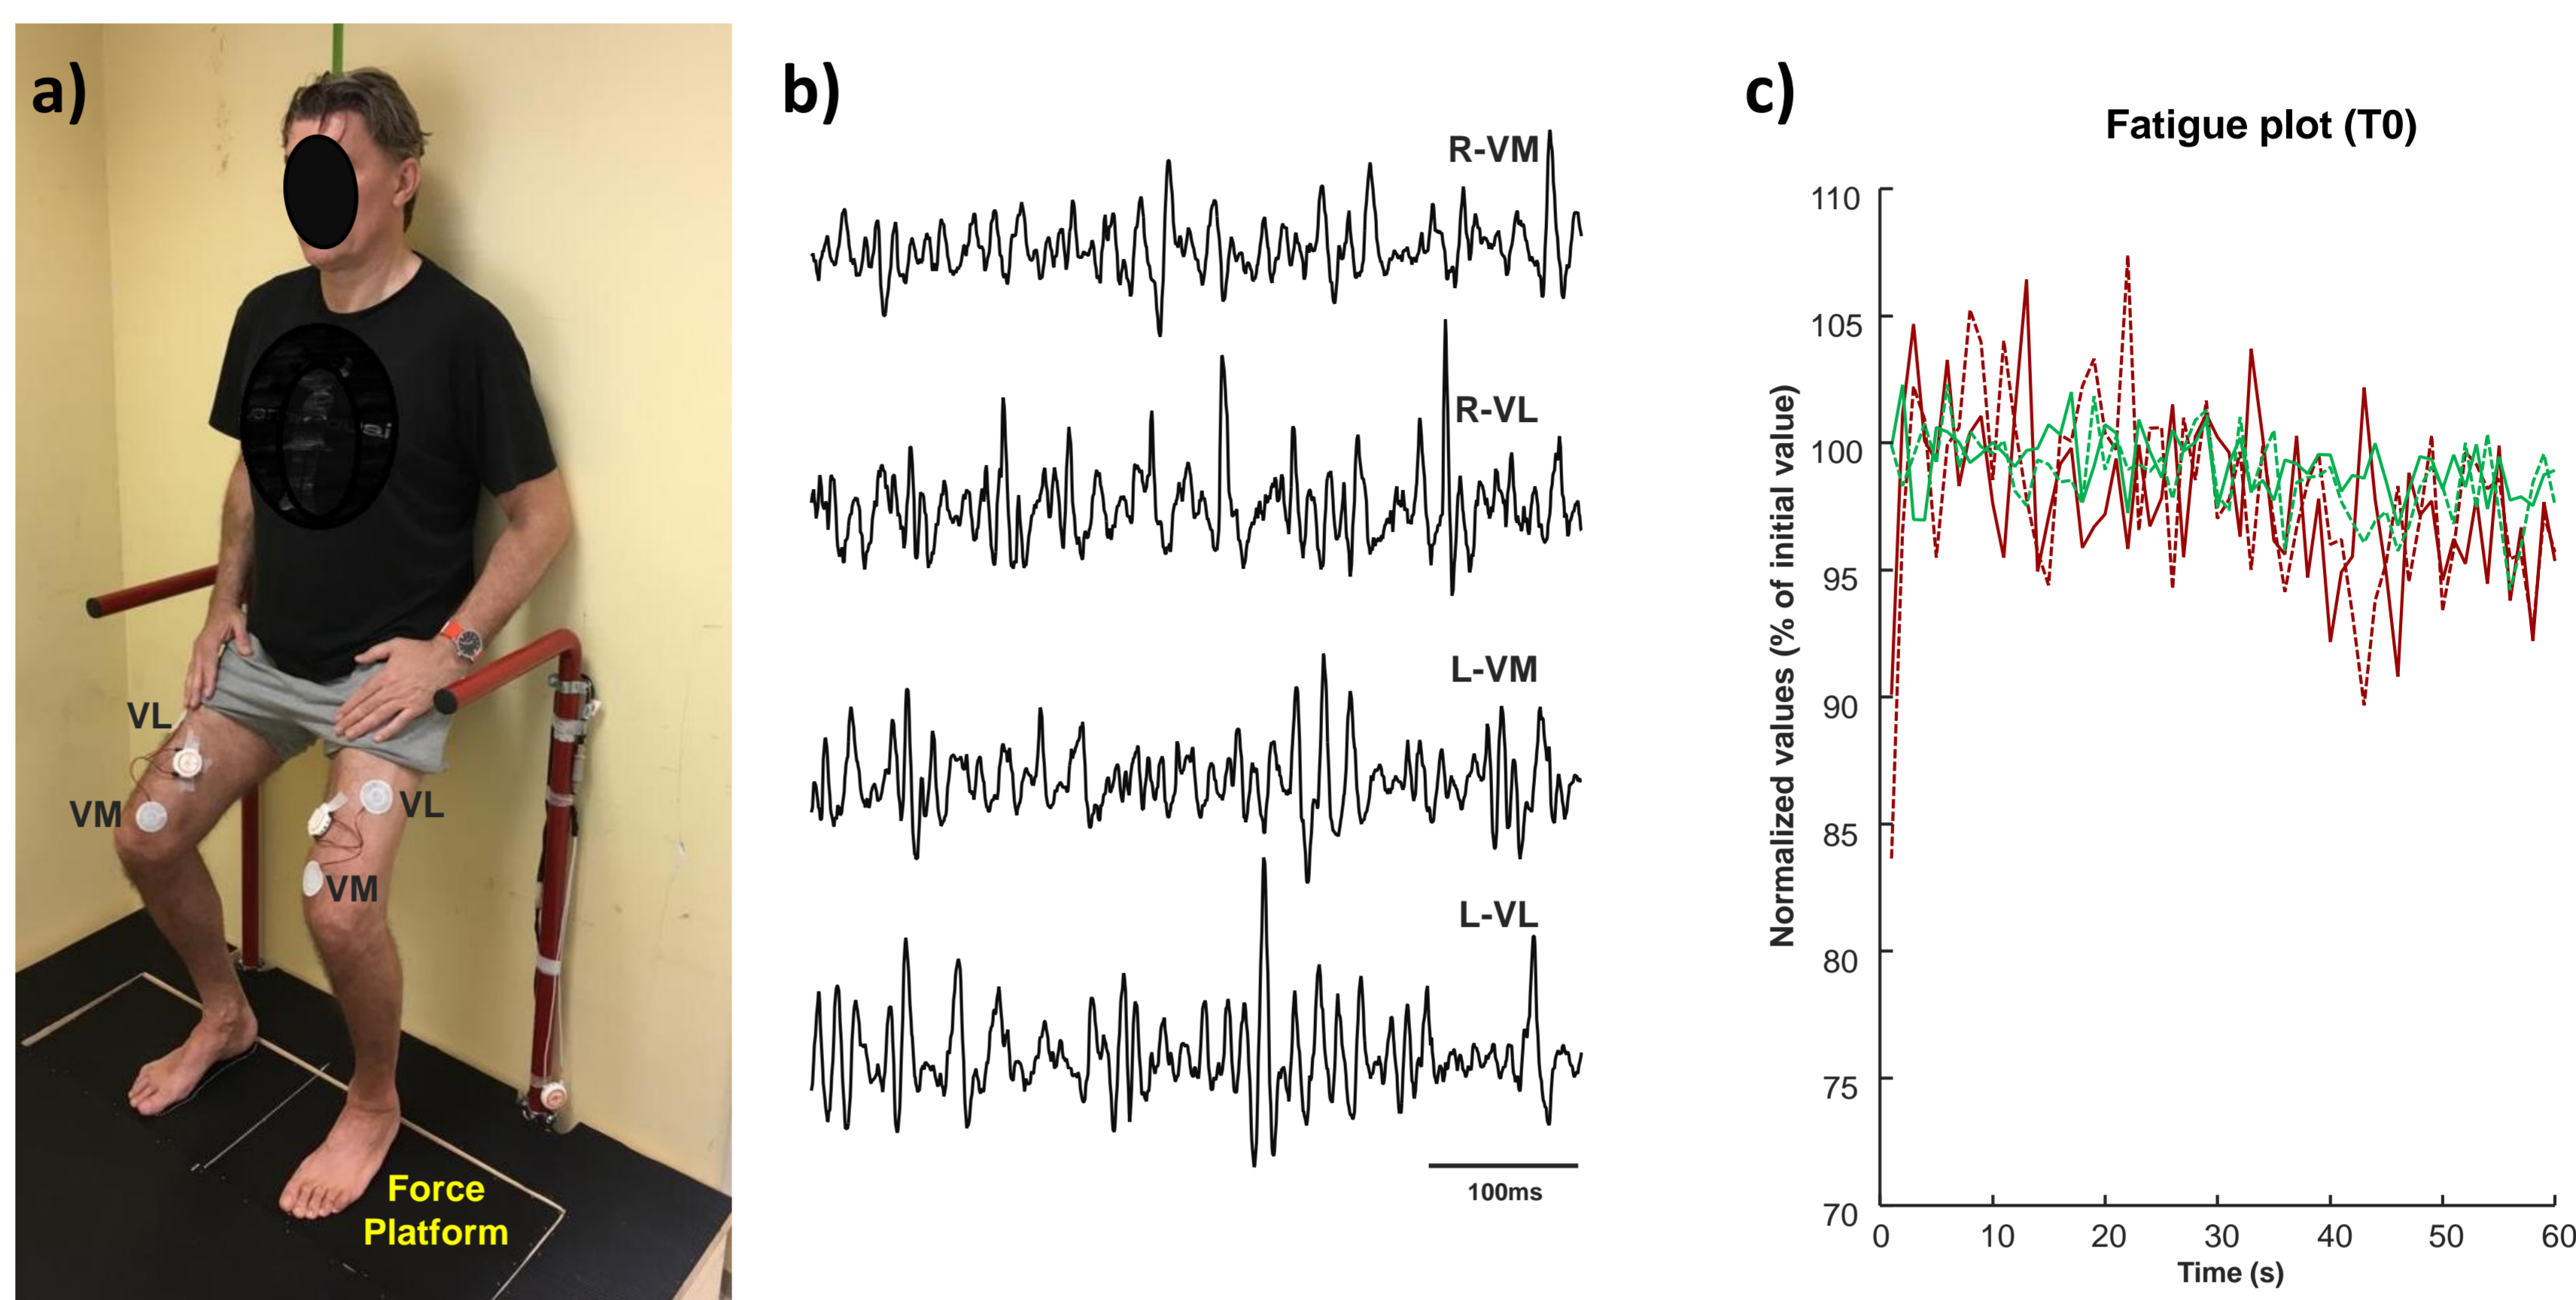 a)
VL
VM
VL
VM
Force
Platform
b)
R-VM
R-VL
L-VM
L-VL
100ms
c)
Fatigue plot (T0)
Normalized values (% of initial value)
110
105
100
95
90
85
80
75
70
0 10 20 30 40 50 60
Time (s)